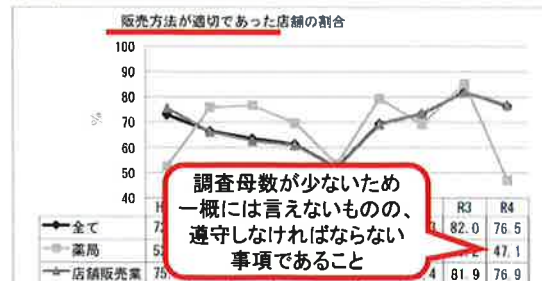 販売方法が適切であった店舗の割合
100
90
80
70
60
50
40
%
調査母数が少ないため
一概には言えないものの、
遵守しなければならない
事項であること
R3 R4
全て 82.0 76.5
薬局 47.1
店舗販売業 75. 4 81.9 76.9